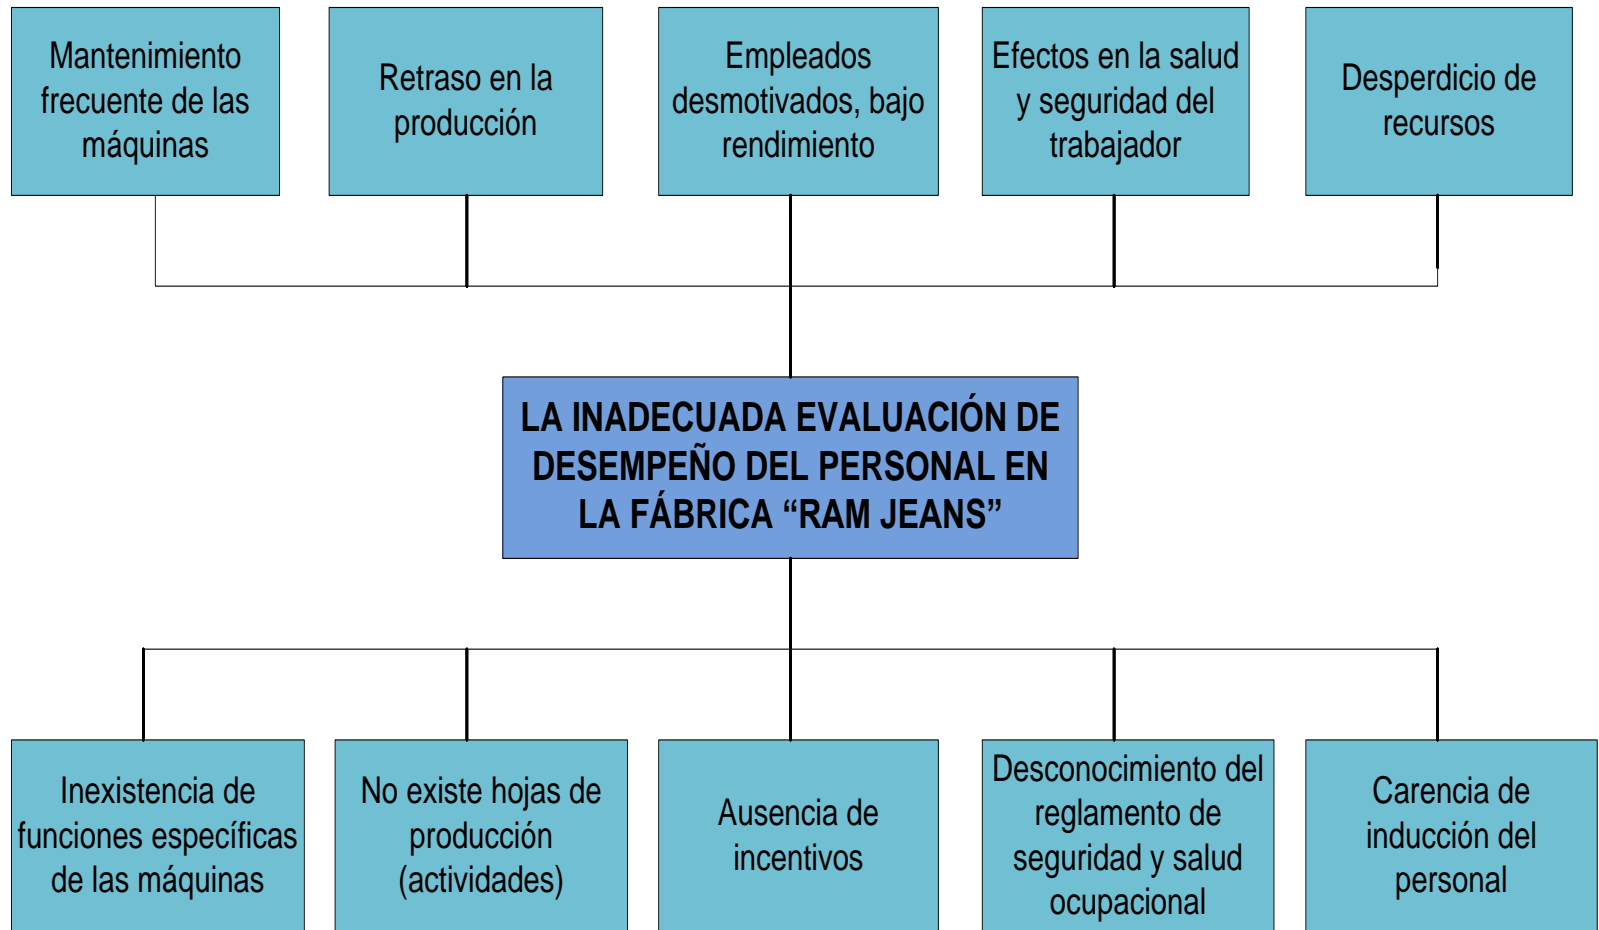 Mantenimiento
frecuente de las
máquinas
Retraso en la
producción
Empleados
desmotivados, bajo
rendimiento
Efectos en la salud
y seguridad del
trabajador
Desperdicio de
recursos
LA INADECUADA EVALUACIÓN DE
DESEMPEÑO DEL PERSONAL EN
LA FÁBRICA “RAM JEANS”
Inexistencia de
funciones específicas
de las máquinas
No existe hojas de
producción
(actividades)
Ausencia de
incentivos
Desconocimiento del
reglamento de
seguridad y salud
ocupacional
Carencia de
inducción del
personal